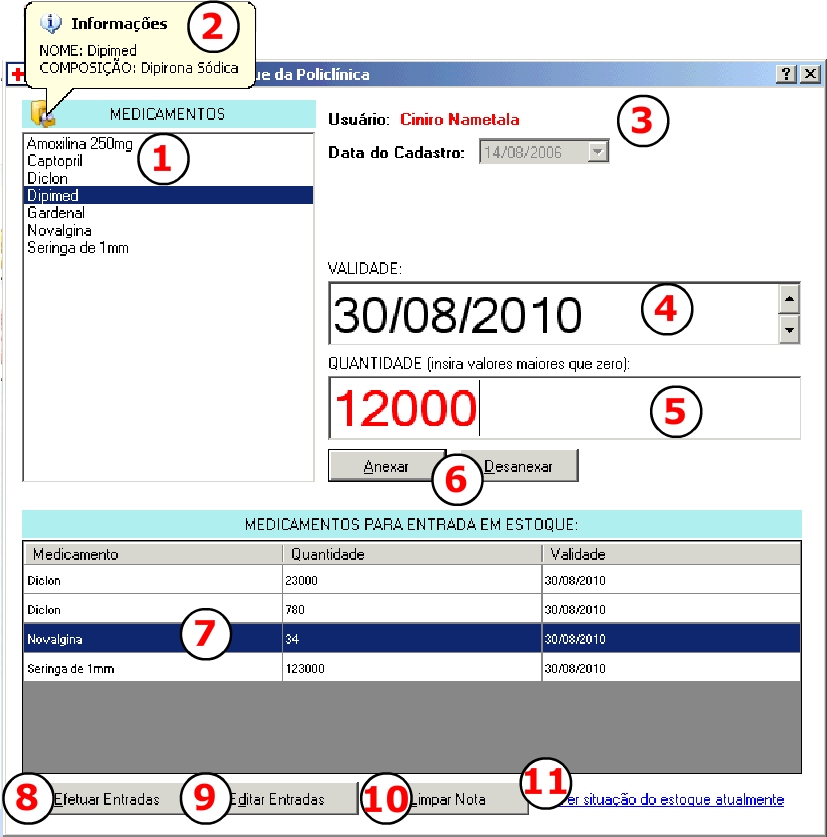 Informações
2
NOME: Dipimed
COMPOSIÇÃO: Dipirona Sódica
ue da Policlínica
MEDICAMENTOS
Usuário: Ciniro Nametala
3
Data do Cadastro: 14/08/2006
Amoxilina 250mg
1
Captopril
Diclon
Dipimed
Gardenal
Novalgina
Seringa de 1mm
VALIDADE:
30/08/2010
4
QUANTIDADE (insira valores maiores que zero):
12000
5
Anexar
6
Desanexar
MEDICAMENTOS PARA ENTRADA EM ESTOQUE:
Medicamento Quantidade Validade
Diclon 23000 30/08/2010
Diclon 780 30/08/2010
Novalgina 7 34 30/08/2010
Seringa de 1mm 123000 30/08/2010
8 Efetuar Entradas
9 Editar Entradas
10 Limpar Nota
11 er situação do estoque atualmente